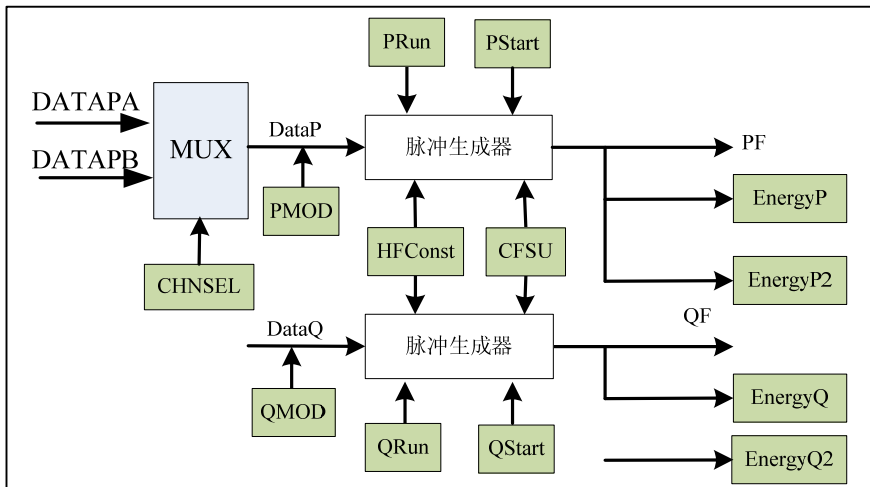 PRun
PStart
DATAPA
DATAPB
MUX
DataP
脉冲生成器
PF
PMOD
EnergyP
HFConst
CFSU
CHNSEL
EnergyP2
DataQ
脉冲生成器
QF
QMOD
EnergyQ
QRun
QStart
EnergyQ2